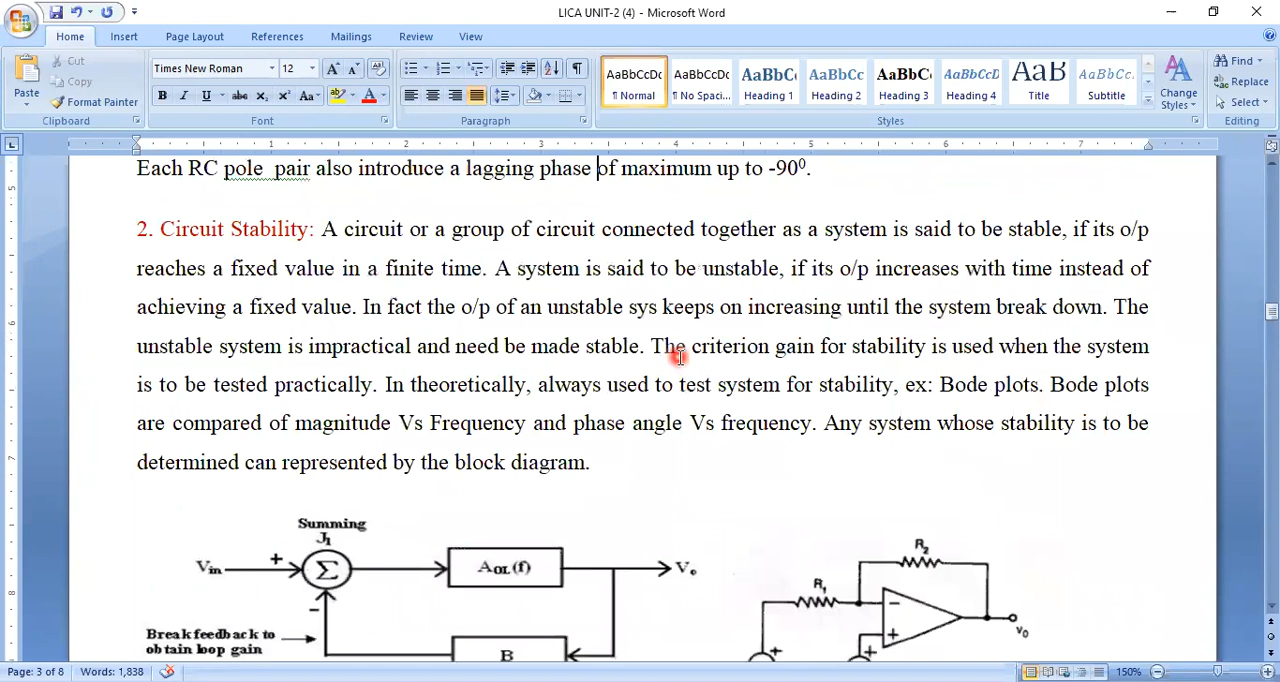 LICA UNIT-2 (4) - Microsoft Word
Home Insert Page Layout References Mailings Review View
Paste Cut Copy Format Painter Clipboard
Times New Roman 12 Font
Paragraph
AaBbCcDc AaBbCcDc AaBbC AaBbCc AaBbCc AaBbCcI AaB AaBbCcD
¶ Normal ¶ No Spaci... Heading 1 Heading 2 Heading 3 Heading 4 Title Subtitle
Change Styles Styles
Find Replace Select Editing
1 2 3 4 5 6 7
Each RC pole pair also introduce a lagging phase of maximum up to -90⁰.
2. Circuit Stability: A circuit or a group of circuit connected together as a system is said to be stable, if its o/p
reaches a fixed value in a finite time. A system is said to be unstable, if its o/p increases with time instead of
achieving a fixed value. In fact the o/p of an unstable sys keeps on increasing until the system break down. The
unstable system is impractical and need be made stable. The criterion gain for stability is used when the system
is to be tested practically. In theoretically, always used to test system for stability, ex: Bode plots. Bode plots
are compared of magnitude Vs Frequency and phase angle Vs frequency. Any system whose stability is to be
determined can represented by the block diagram.
Summing
J₁
Vin + Σ AOL (f) Vo
−
Break feedback to
obtain loop gain
B
R₂
R₁
− + v₀
+ +
Page: 3 of 8 Words: 1,838 150%